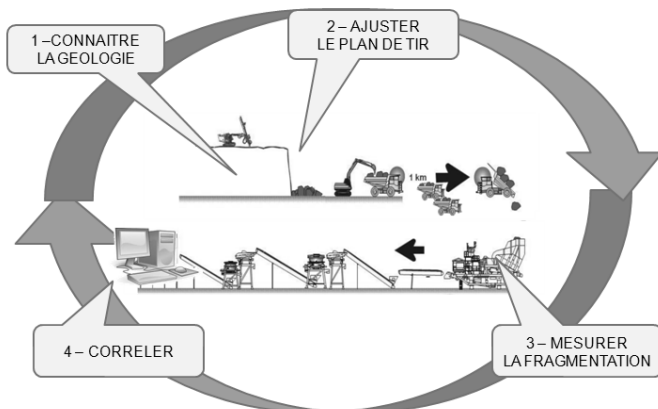 1 –CONNAITRE
LA GEOLOGIE
2 – AJUSTER
LE PLAN DE TIR
1 km
4 – CORRELER
3 – MESURER
LA FRAGMENTATION